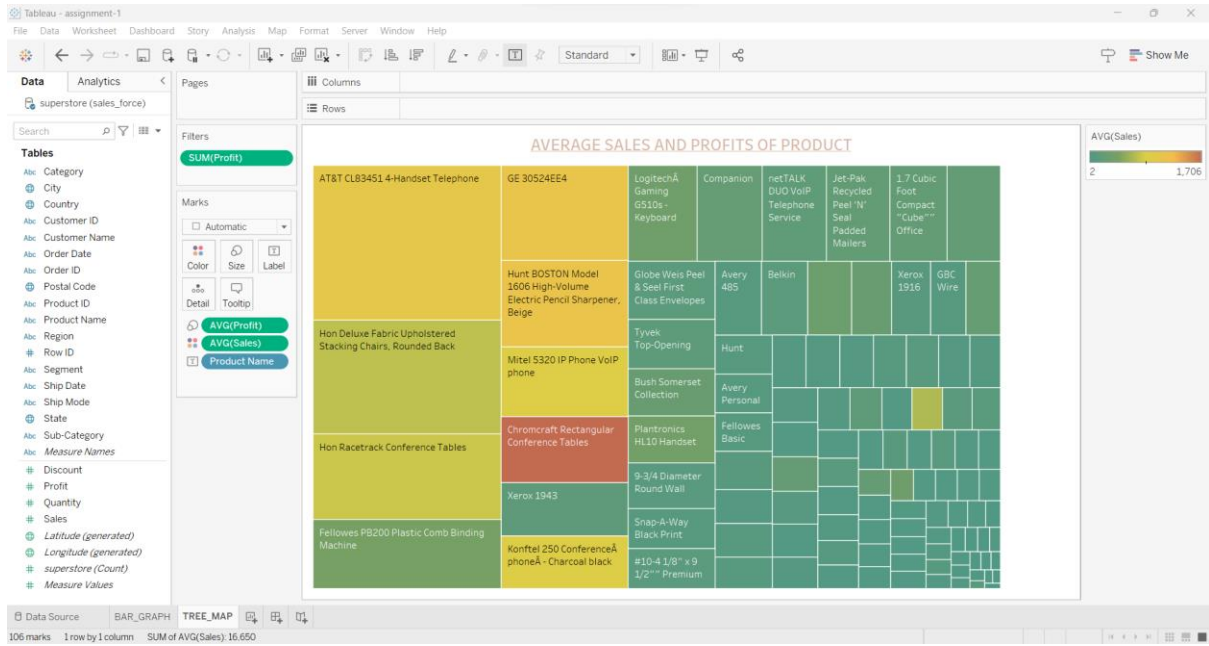 Tableau - assignment-1
File Data Worksheet Dashboard Story Analysis Map Format Server Window Help
Standard
Show Me
Data Analytics
superstore (sales_force)
Search
Tables
Abc Category
City
Country
Abc Customer ID
Abc Customer Name
Abc Order Date
Abc Order ID
Postal Code
Abc Product ID
Abc Product Name
Abc Region
# Row ID
Abc Segment
Abc Ship Date
Abc Ship Mode
State
Abc Sub-Category
Abc Measure Names
# Discount
# Profit
# Quantity
# Sales
Latitude (generated)
Longitude (generated)
# superstore (Count)
# Measure Values
Pages
Filters
SUM(Profit)
Marks
Automatic
Color Size Label
Detail Tooltip
AVG(Profit)
AVG(Sales)
Product Name
Columns
Rows
AVERAGE SALES AND PROFITS OF PRODUCT
AT&T CL83451 4-Handset Telephone
Hon Deluxe Fabric Upholstered
Stacking Chairs, Rounded Back
Hon Racetrack Conference Tables
Fellowes PB200 Plastic Comb Binding
Machine
GE 30524EE4
Hunt BOSTON Model
1606 High-Volume
Electric Pencil Sharpener,
Beige
Mitel 5320 IP Phone VoIP
phone
Chromcraft Rectangular
Conference Tables
Xerox 1943
Konftel 250 ConferenceÂ
phoneÂ - Charcoal black
LogitechÂ
Gaming
G510s -
Keyboard
Companion
netTALK
DUO VoIP
Telephone
Service
Jet-Pak
Recycled
Peel 'N'
Seal
Padded
Mailers
1.7 Cubic
Foot
Compact
"Cube""
Office
Globe Weis Peel
& Seel First
Class Envelopes
Avery
485
Belkin
Xerox
1916
GBC
Wire
Tyvek
Top-Opening
Hunt
Bush Somerset
Collection
Avery
Personal
Plantronics
HL10 Handset
Fellowes
Basic
9-3/4 Diameter
Round Wall
Snap-A-Way
Black Print
#10-4 1/8" x 9
1/2"" Premium
AVG(Sales)
2 1,706
Data Source BAR_GRAPH TREE_MAP
106 marks 1 row by 1 column SUM of AVG(Sales): 16,650